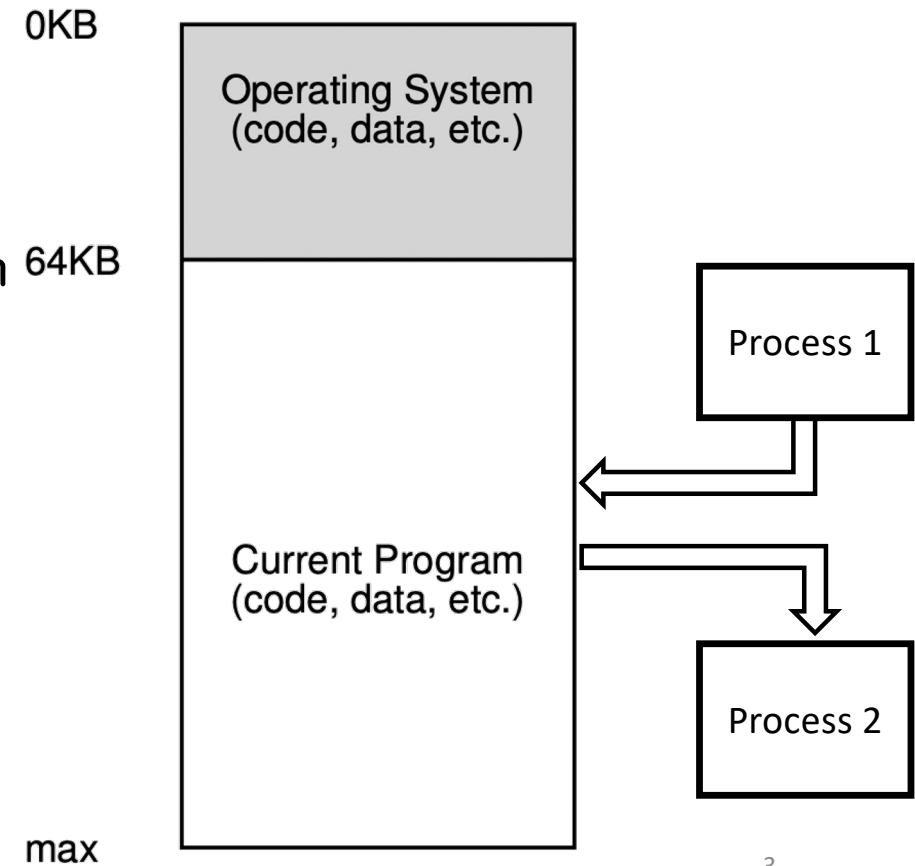 0KB
Operating System
(code, data, etc.)
64KB
Process 1
Current Program
(code, data, etc.)
Process 2
max